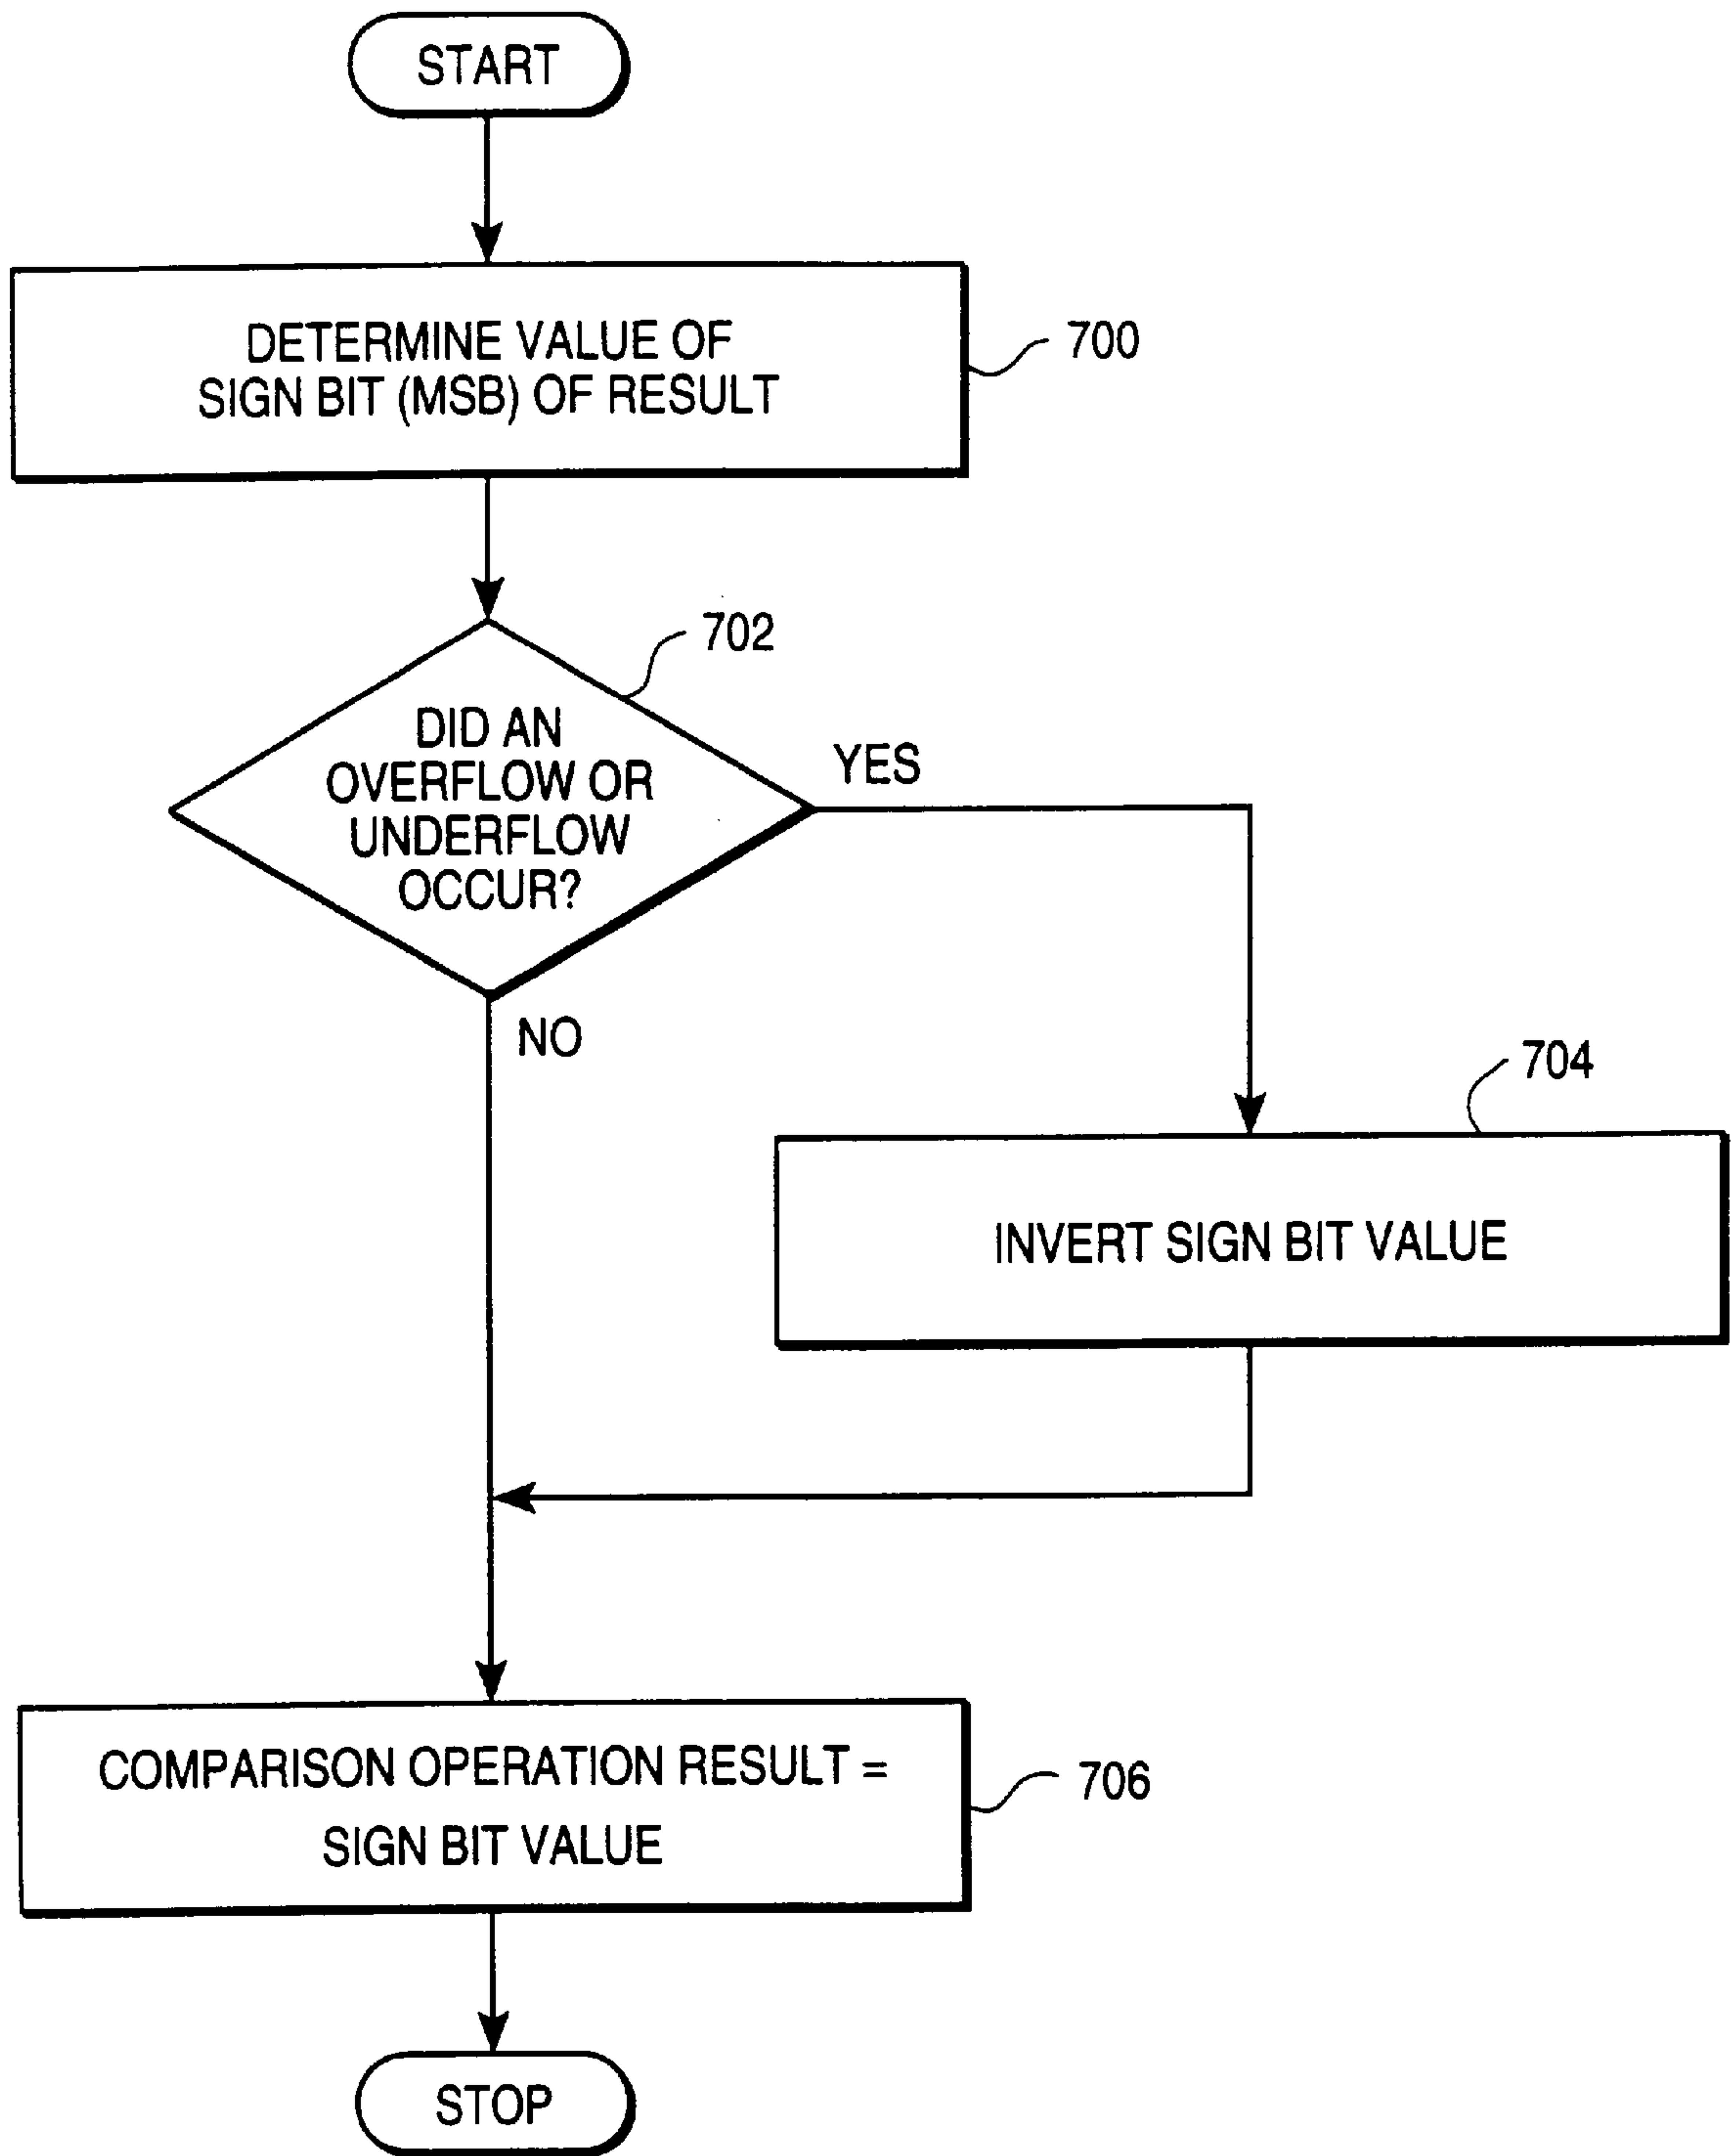 START
DETERMINE VALUE OF
SIGN BIT (MSB) OF RESULT
700
702
DID AN
OVERFLOW OR
UNDERFLOW
OCCUR?
YES
NO
704
INVERT SIGN BIT VALUE
COMPARISON OPERATION RESULT =
SIGN BIT VALUE
706
STOP